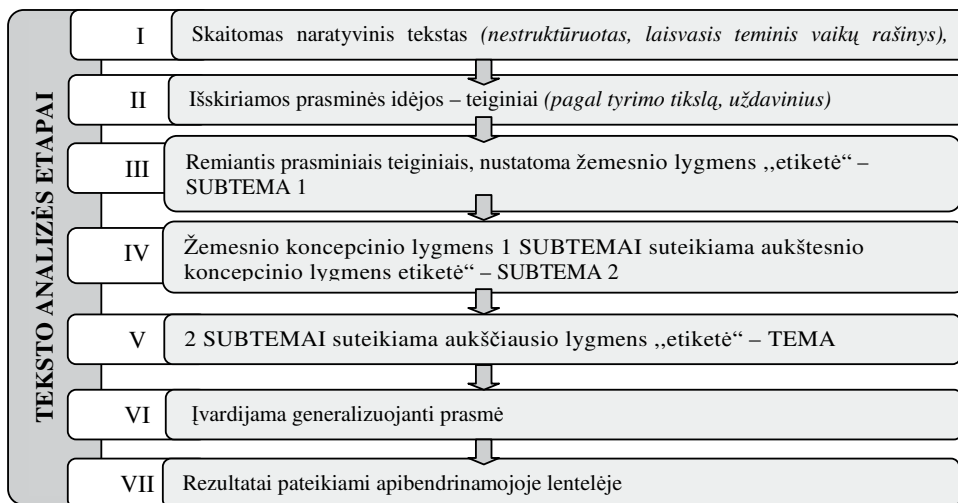 TEKSTO ANALIZĖS ETAPAI
I
Skaitomas naratyvinis tekstas (nestruktūruotas, laisvasis teminis vaikų rašinys),
II
Išskiriamos prasminės idėjos – teiginiai (pagal tyrimo tikslą, uždavinius)
III
Remiantis prasminiais teiginiais, nustatoma žemesnio lygmens ,,etiketė“ –
SUBTEMA 1
IV
Žemesnio koncepcinio lygmens 1 SUBTEMAI suteikiama aukštesnio
koncepcinio lygmens etiketė“ – SUBTEMA 2
V
2 SUBTEMAI suteikiama aukščiausio lygmens ,,etiketė“ – TEMA
VI
Įvardijama generalizuojanti prasmė
VII
Rezultatai pateikiami apibendrinamojoje lentelėje